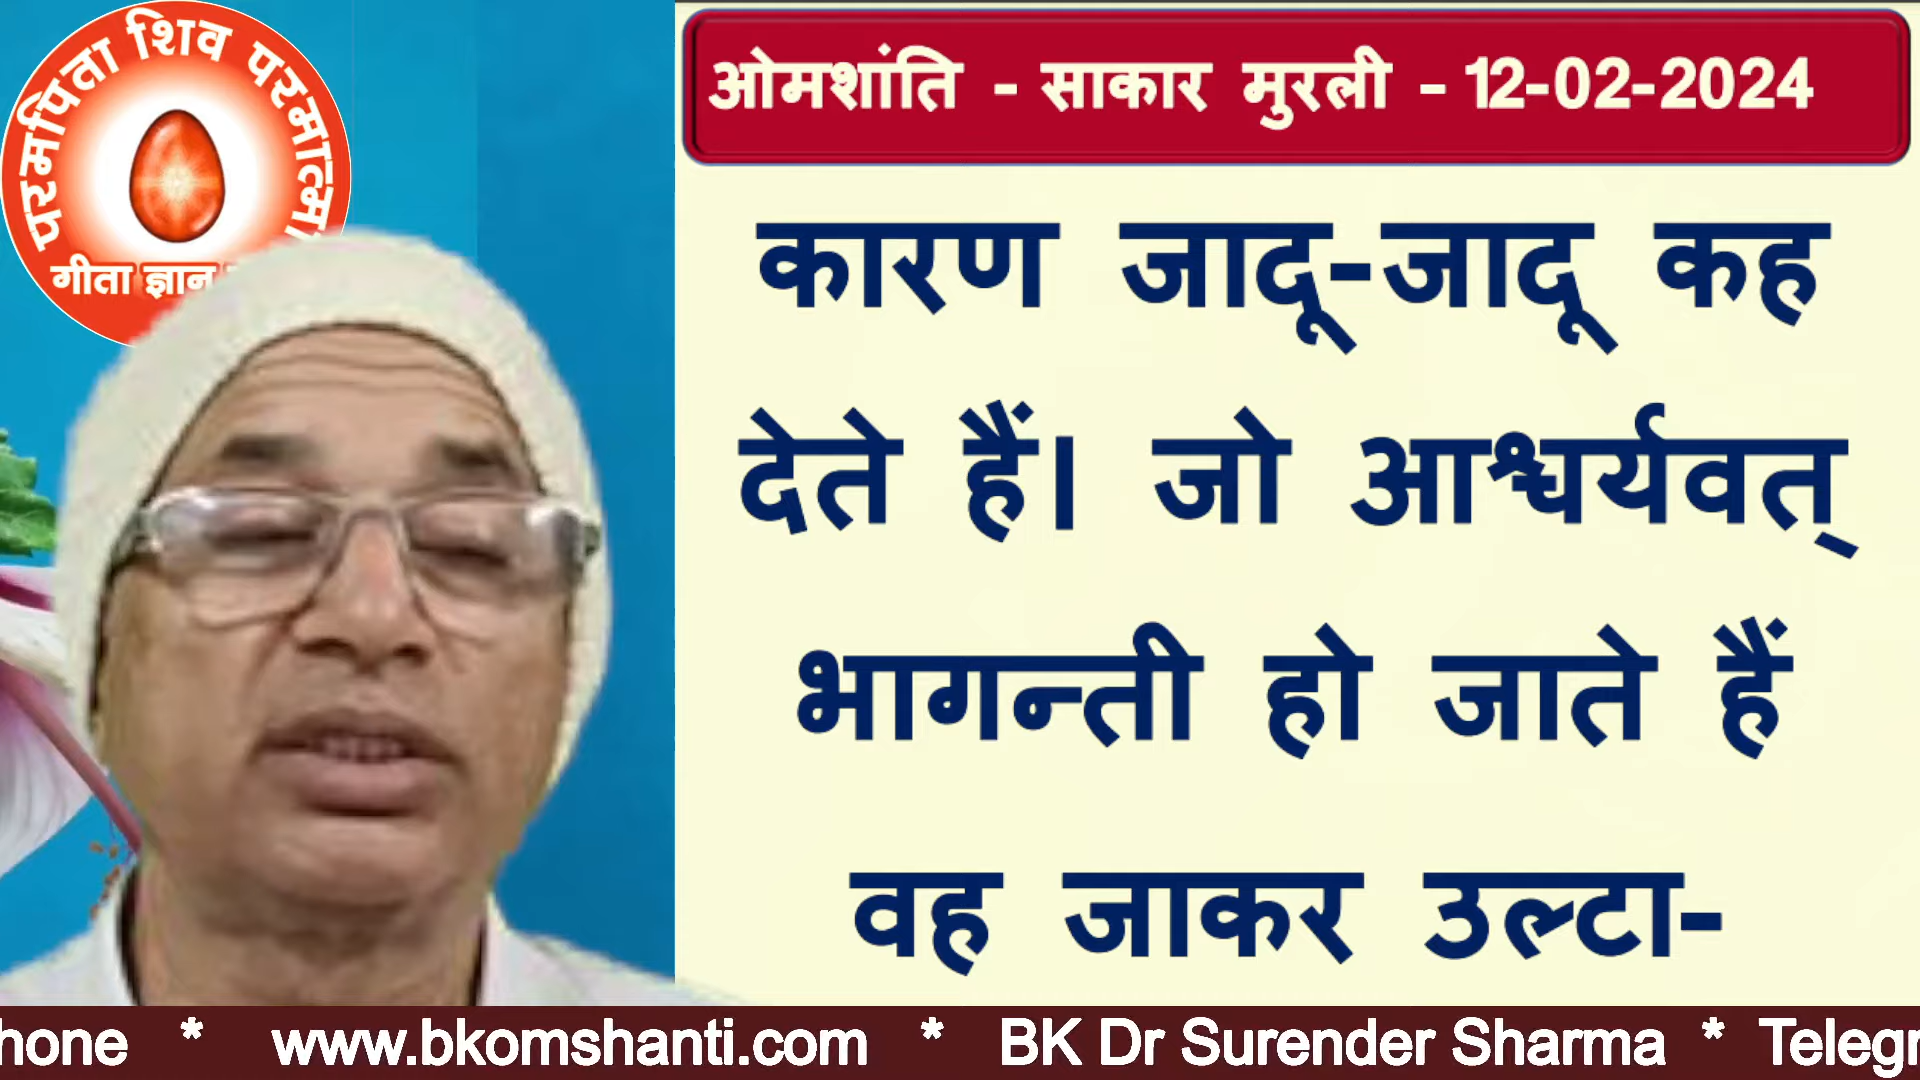 परमपिता शिव परमात्मा
गीता ज्ञान
ओमशांति - साकार मुरली - 12-02-2024
कारण जादू-जादू कह
देते हैं। जो आश्चर्यवत्
भागन्ती हो जाते हैं
वह जाकर उल्टा-
hone * www.bkomshanti.com * BK Dr Surender Sharma * Telegr